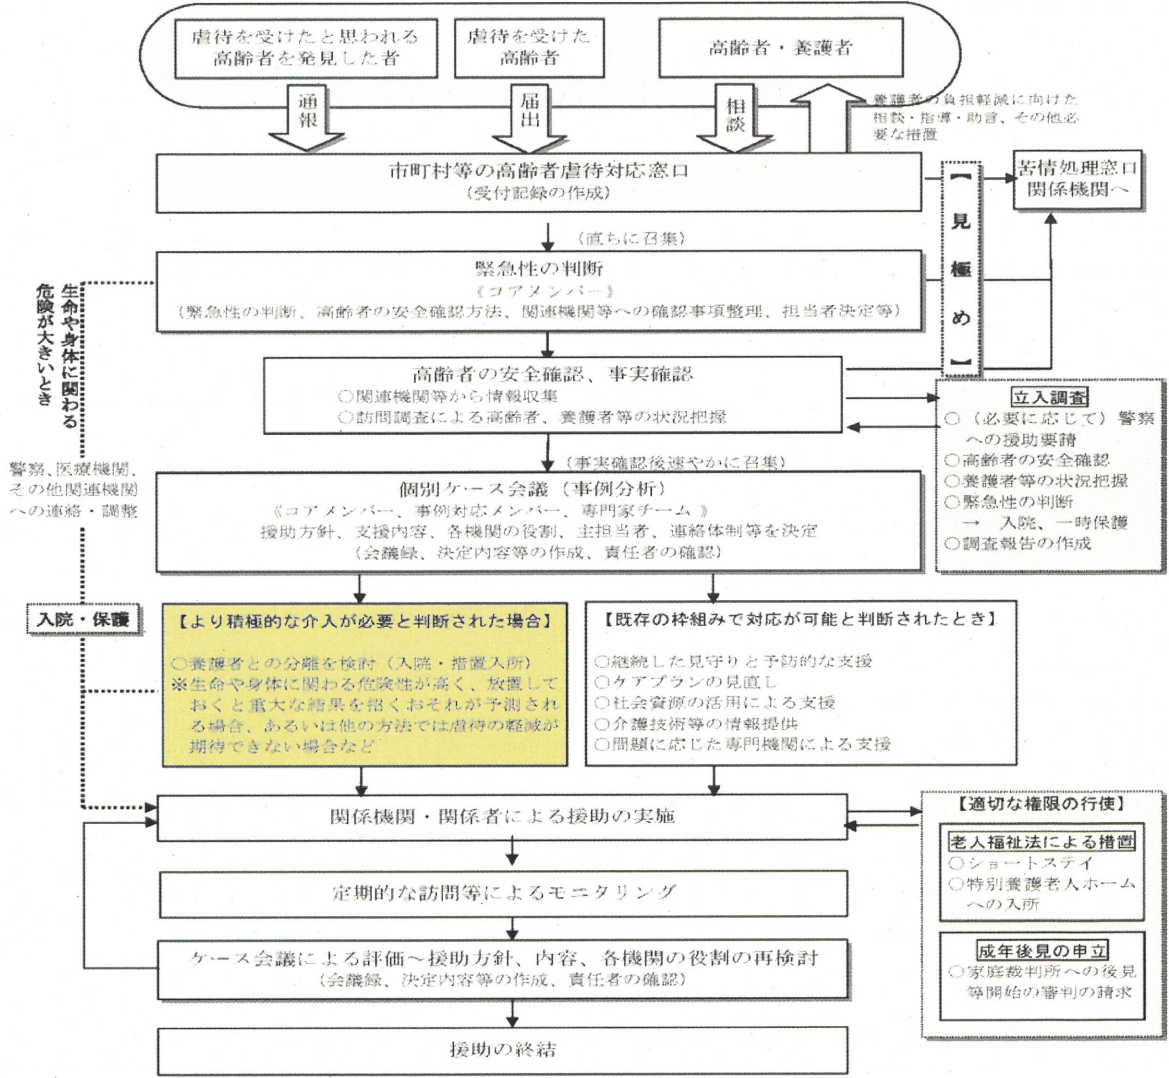 虐待を受けたと思われる
高齢者を発見した者
虐待を受けた
高齢者
高齢者・養護者
通報
届出
相談
養護者の負担軽減に向けた
相談・指導・助言、その他必
要な措置
市町村等の高齢者虐待対応窓口
(受付記録の作成)
【見極め】
苦情処理窓口
関係機関へ
(直ちに召集)
緊急性の判断
《コアメンバー》
(緊急性の判断、高齢者の安全確認方法、関連機関等への確認事項整理、担当者決定等)
生命や身体に関わる
危険が大きいとき
高齢者の安全確認、事実確認
○関連機関等から情報収集
○訪問調査による高齢者、養護者等の状況把握
立入調査
○(必要に応じて)警察
への援助要請
○高齢者の安全確認
○養護者等の状況把握
○緊急性の判断
→ 入院、一時保護
○調査報告の作成
(事実確認後速やかに召集)
警察、医療機関、
その他関連機関
への連絡・調整
個別ケース会議(事例分析)
《コアメンバー、事例対応メンバー、専門家チーム 》
援助方針、支援内容、各機関の役割、主担当者、連絡体制等を決定
(会議録、決定内容等の作成、責任者の確認)
入院・保護
【より積極的な介入が必要と判断された場合】
○養護者との分離を検討(入院・措置入所)
※生命や身体に関わる危険性が高く、放置して
おくと重大な結果を招くおそれが予測され
る場合、あるいは他の方法では虐待の軽減が
期待できない場合など
【既存の枠組みで対応が可能と判断されたとき】
○継続した見守りと予防的な支援
○ケアプランの見直し
○社会資源の活用による支援
○介護技術等の情報提供
○問題に応じた専門機関による支援
関係機関・関係者による援助の実施
【適切な権限の行使】
老人福祉法による措置
○ショートステイ
○特別養護老人ホーム
への入所
成年後見の申立
○家庭裁判所への後見
等開始の審判の請求
定期的な訪問等によるモニタリング
ケース会議による評価~援助方針、内容、各機関の役割の再検討
(会議録、決定内容等の作成、責任者の確認)
援助の終結